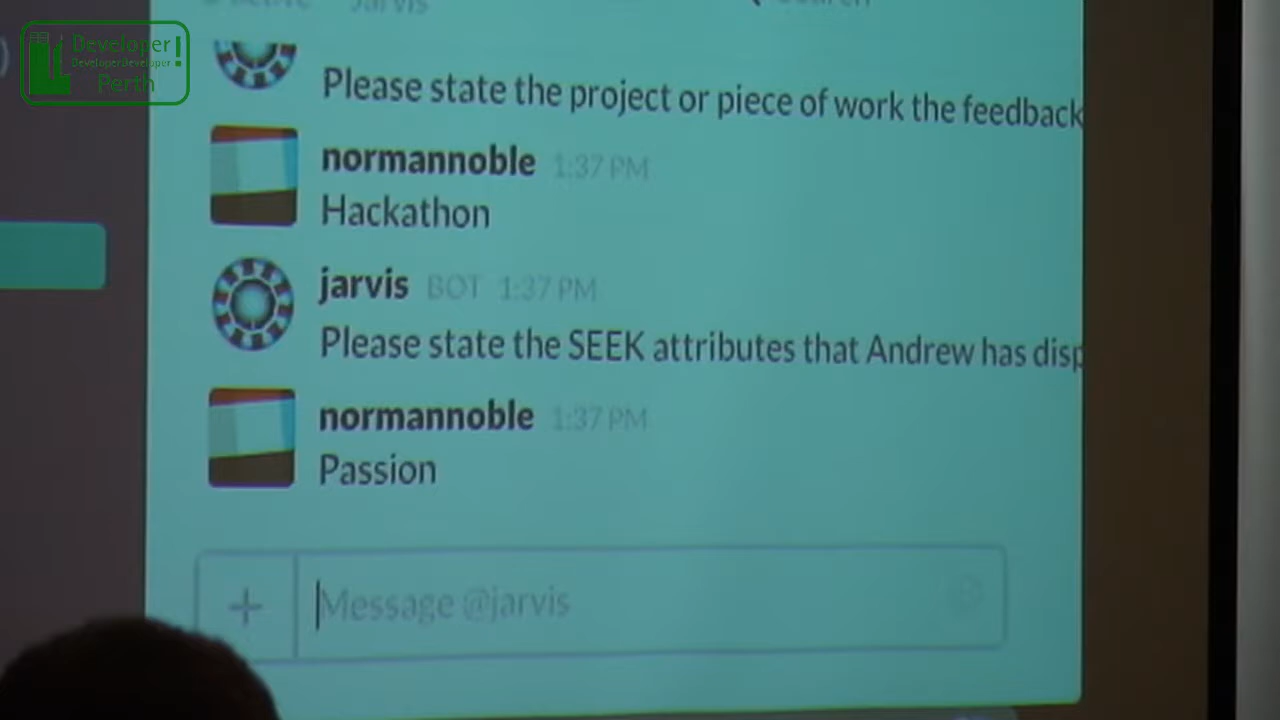 Developer!
DeveloperDeveloper
Perth
Jarvis
Please state the project or piece of work the feedback
normannoble 1:37 PM
Hackathon
jarvis BOT 1:37 PM
Please state the SEEK attributes that Andrew has disp
normannoble 1:37 PM
Passion
Message @jarvis